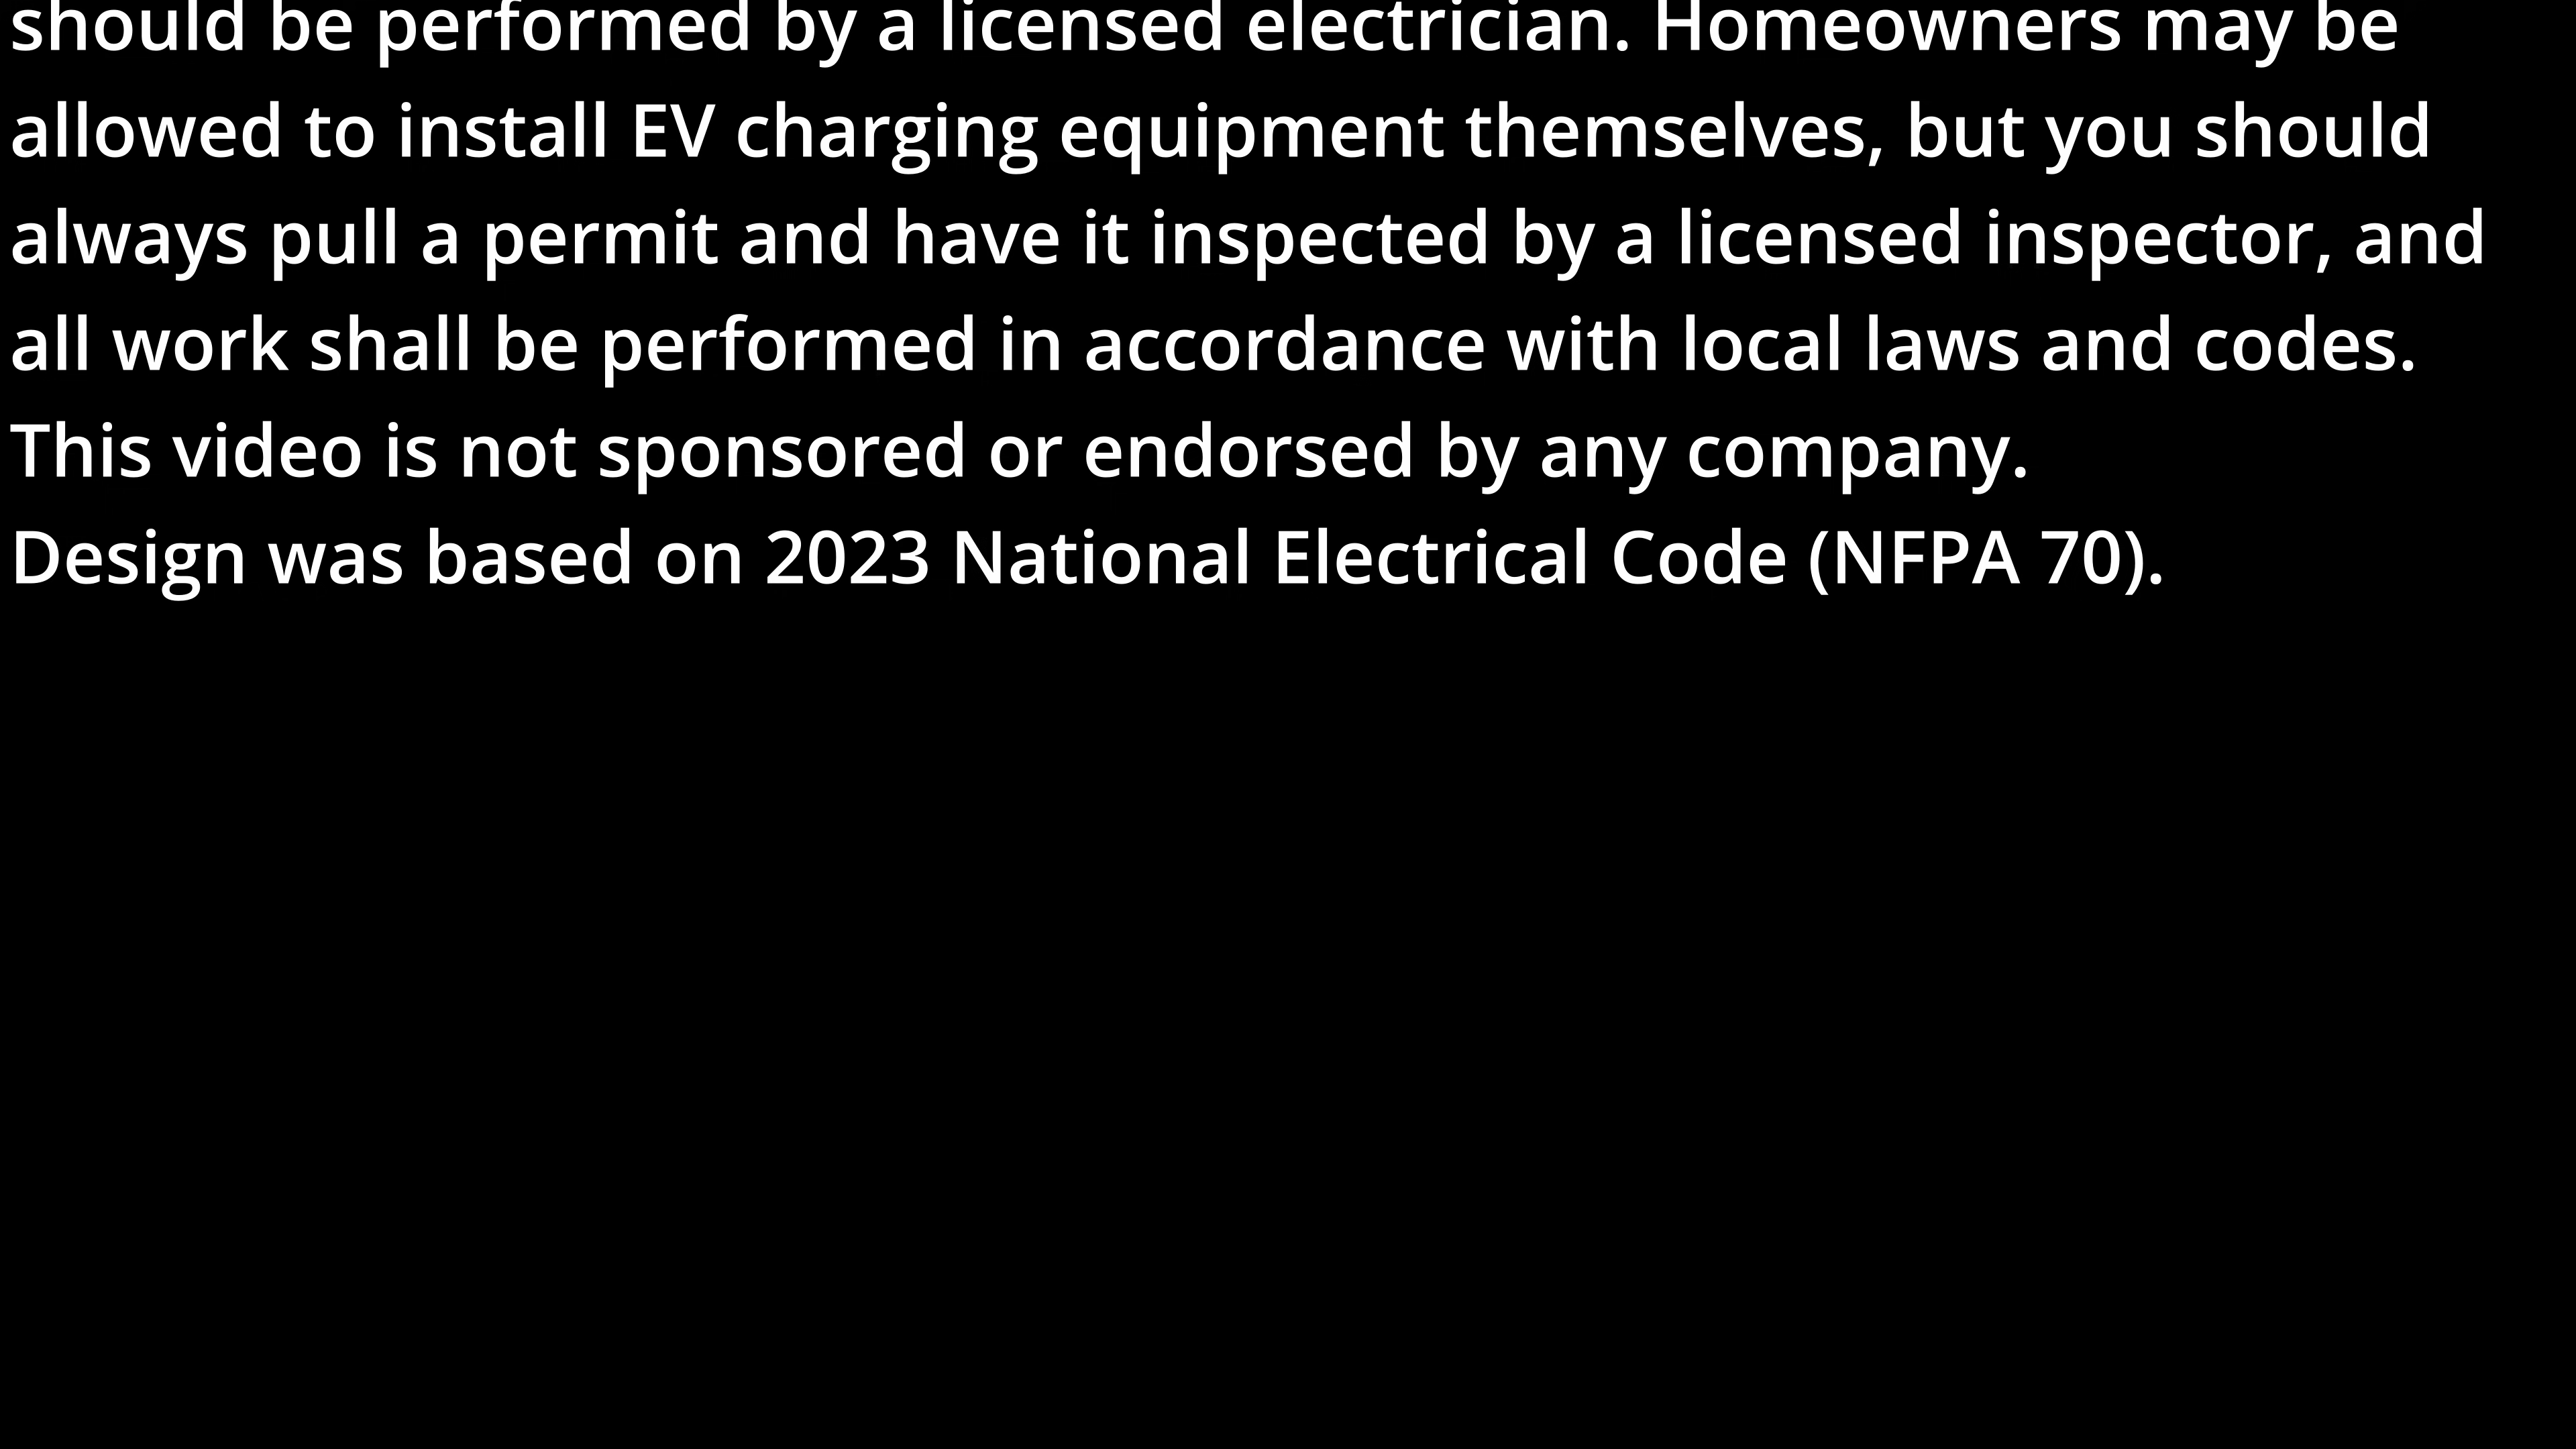 should be performed by a licensed electrician. Homeowners may be
allowed to install EV charging equipment themselves, but you should
always pull a permit and have it inspected by a licensed inspector, and
all work shall be performed in accordance with local laws and codes.
This video is not sponsored or endorsed by any company.
Design was based on 2023 National Electrical Code (NFPA 70).